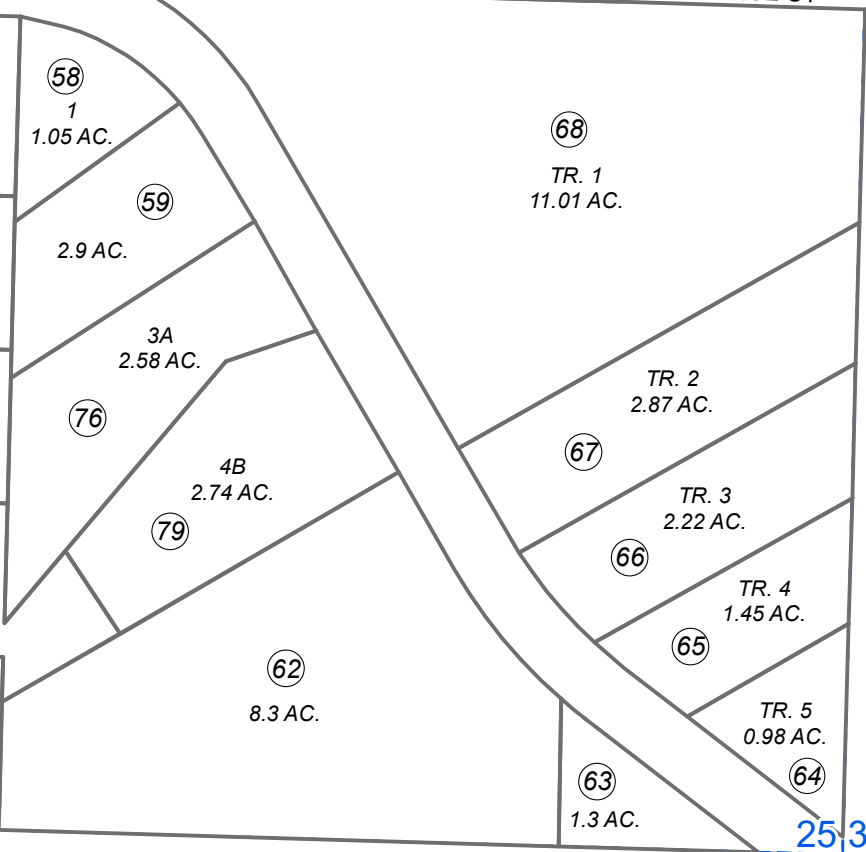 58
1
1.05 AC.
59
2.9 AC.
68
TR. 1
11.01 AC.
3A
2.58 AC.
76
TR. 2
2.87 AC.
67
4B
2.74 AC.
79
TR. 3
2.22 AC.
66
TR. 4
1.45 AC.
65
62
8.3 AC.
TR. 5
0.98 AC.
64
63
1.3 AC.
25 3